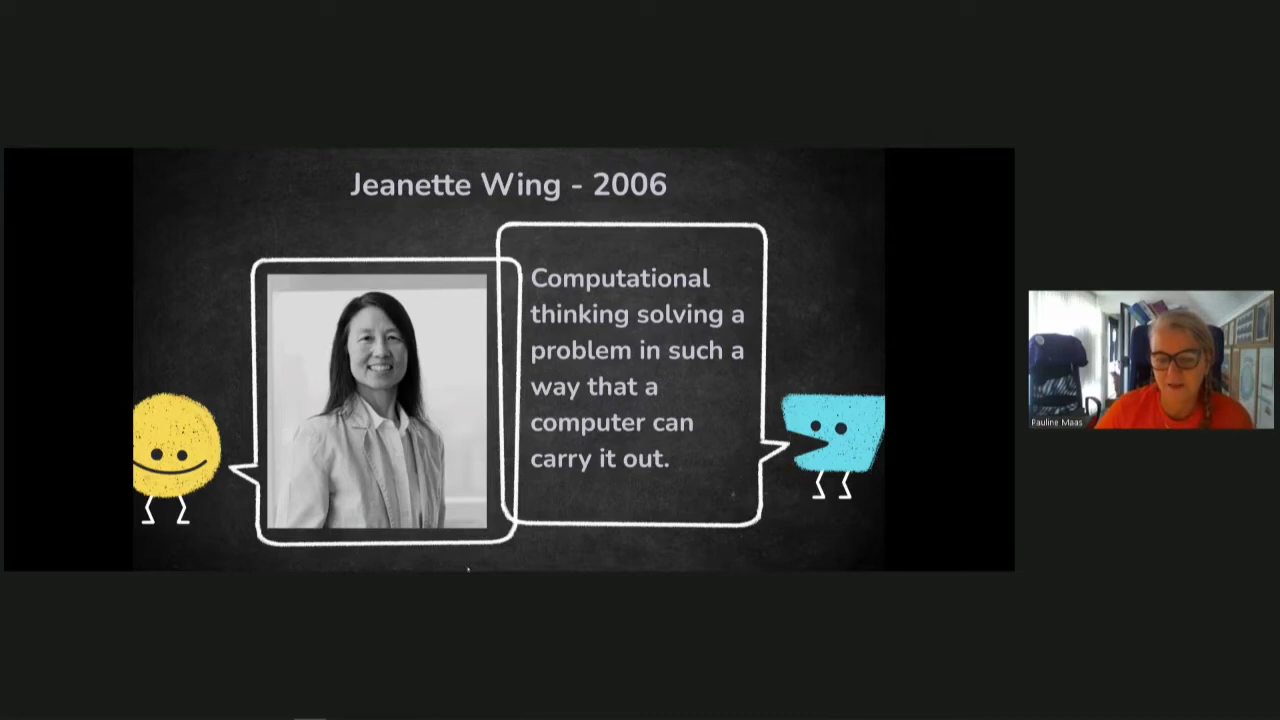 Jeanette Wing - 2006
Computational
thinking solving a
problem in such a
way that a
computer can
carry it out.
Pauline Maas